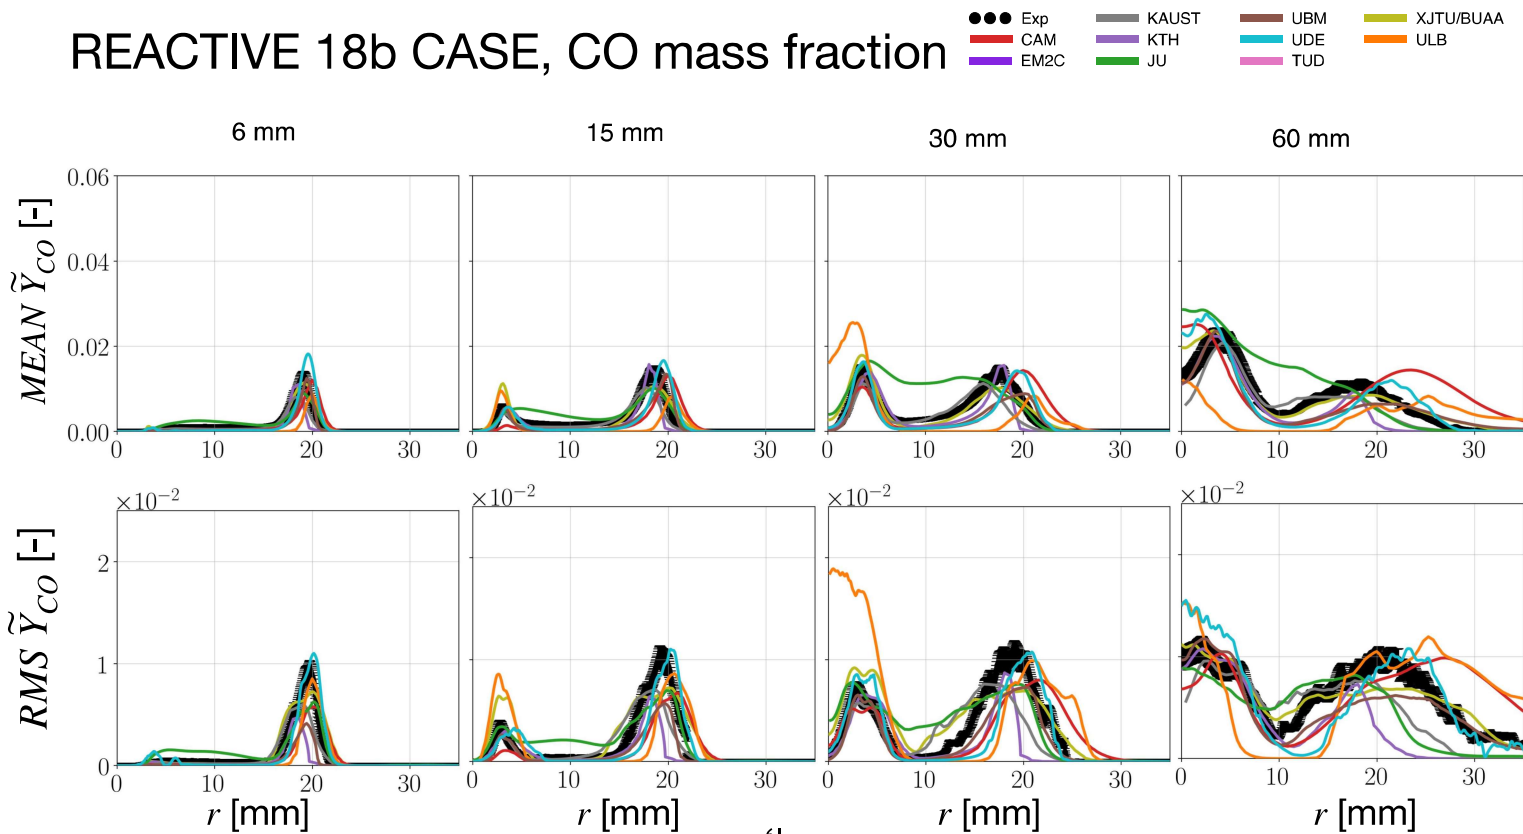 REACTIVE 18b CASE, CO mass fraction
Exp KAUST UBM XJTU/BUAA
CAM KTH UDE ULB
EM2C JU TUD
6 mm 15 mm 30 mm 60 mm
MEAN Ỹ_CO [-]
0.06
0.04
0.02
0.00
0 10 20 30 0 10 20 30 0 10 20 30 0 10 20 30
×10⁻² ×10⁻² ×10⁻² ×10⁻²
RMS Ỹ_CO [-]
2
1
0
0 10 20 30 0 10 20 30 0 10 20 30 0 10 20 30
r [mm] r [mm] r [mm] r [mm]